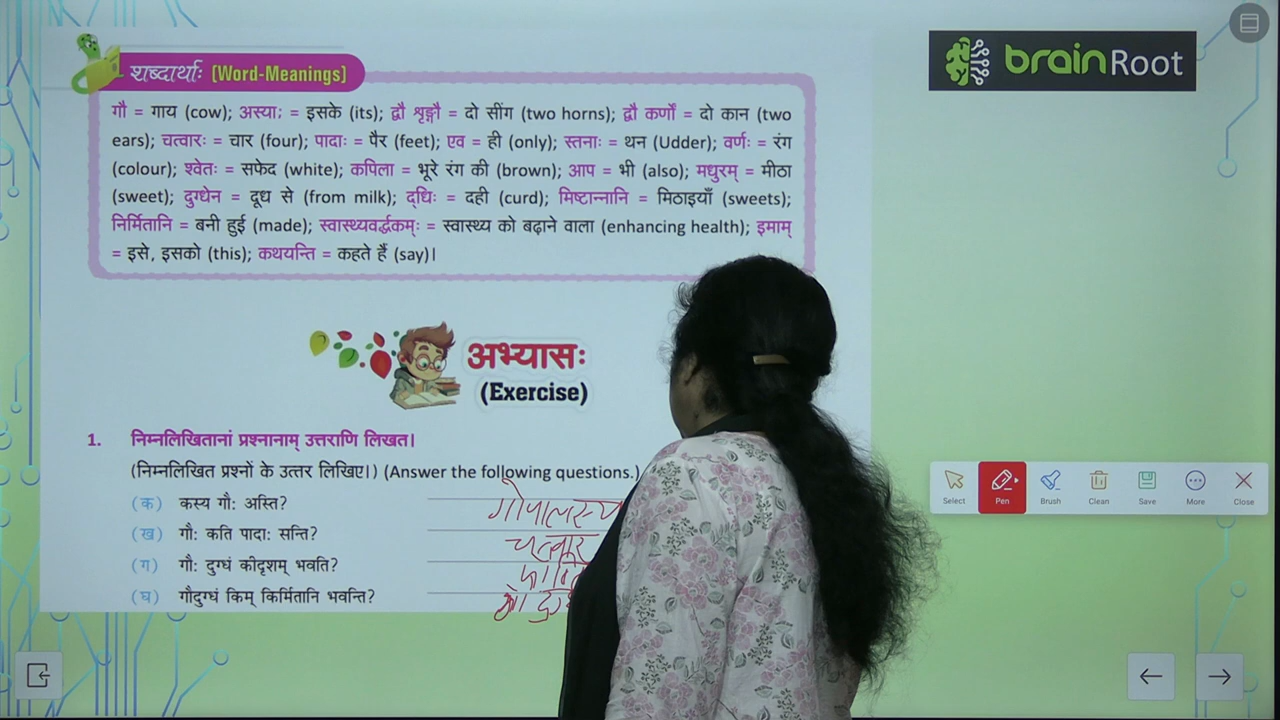 शब्दार्थाः [Word-Meanings]
brainRoot
गौ = गाय (cow); अस्याः = इसके (its); द्वौ शृङ्गौ = दो सींग (two horns); द्वौ कर्णौ = दो कान (two
ears); चत्वारः = चार (four); पादाः = पैर (feet); एव = ही (only); स्तनाः = थन (Udder); वर्णः = रंग
(colour); श्वेतः = सफेद (white); कपिला = भूरे रंग की (brown); आप = भी (also); मधुरम् = मीठा
(sweet); दुग्धेन = दूध से (from milk); द्धिः = दही (curd); मिष्टान्नानि = मिठाइयाँ (sweets);
निर्मितानि = बनी हुई (made); स्वास्थ्यवर्द्धकम्ः = स्वास्थ्य को बढ़ाने वाला (enhancing health); इमाम्
= इसे, इसको (this); कथयन्ति = कहते हैं (say)।
अभ्यासः
(Exercise)
1. निम्नलिखितानां प्रश्नानाम् उत्तराणि लिखत।
(निम्नलिखित प्रश्नों के उत्तर लिखिए।) (Answer the following questions.)
(क) कस्य गौः अस्ति? गोपालस्य
(ख) गौः कति पादाः सन्ति? चत्वार
(ग) गौः दुग्धं कीदृशम् भवति?
(घ) गौदुग्धं किम् किर्मितानि भवन्ति?
Select Pen Brush Clean Save More Close